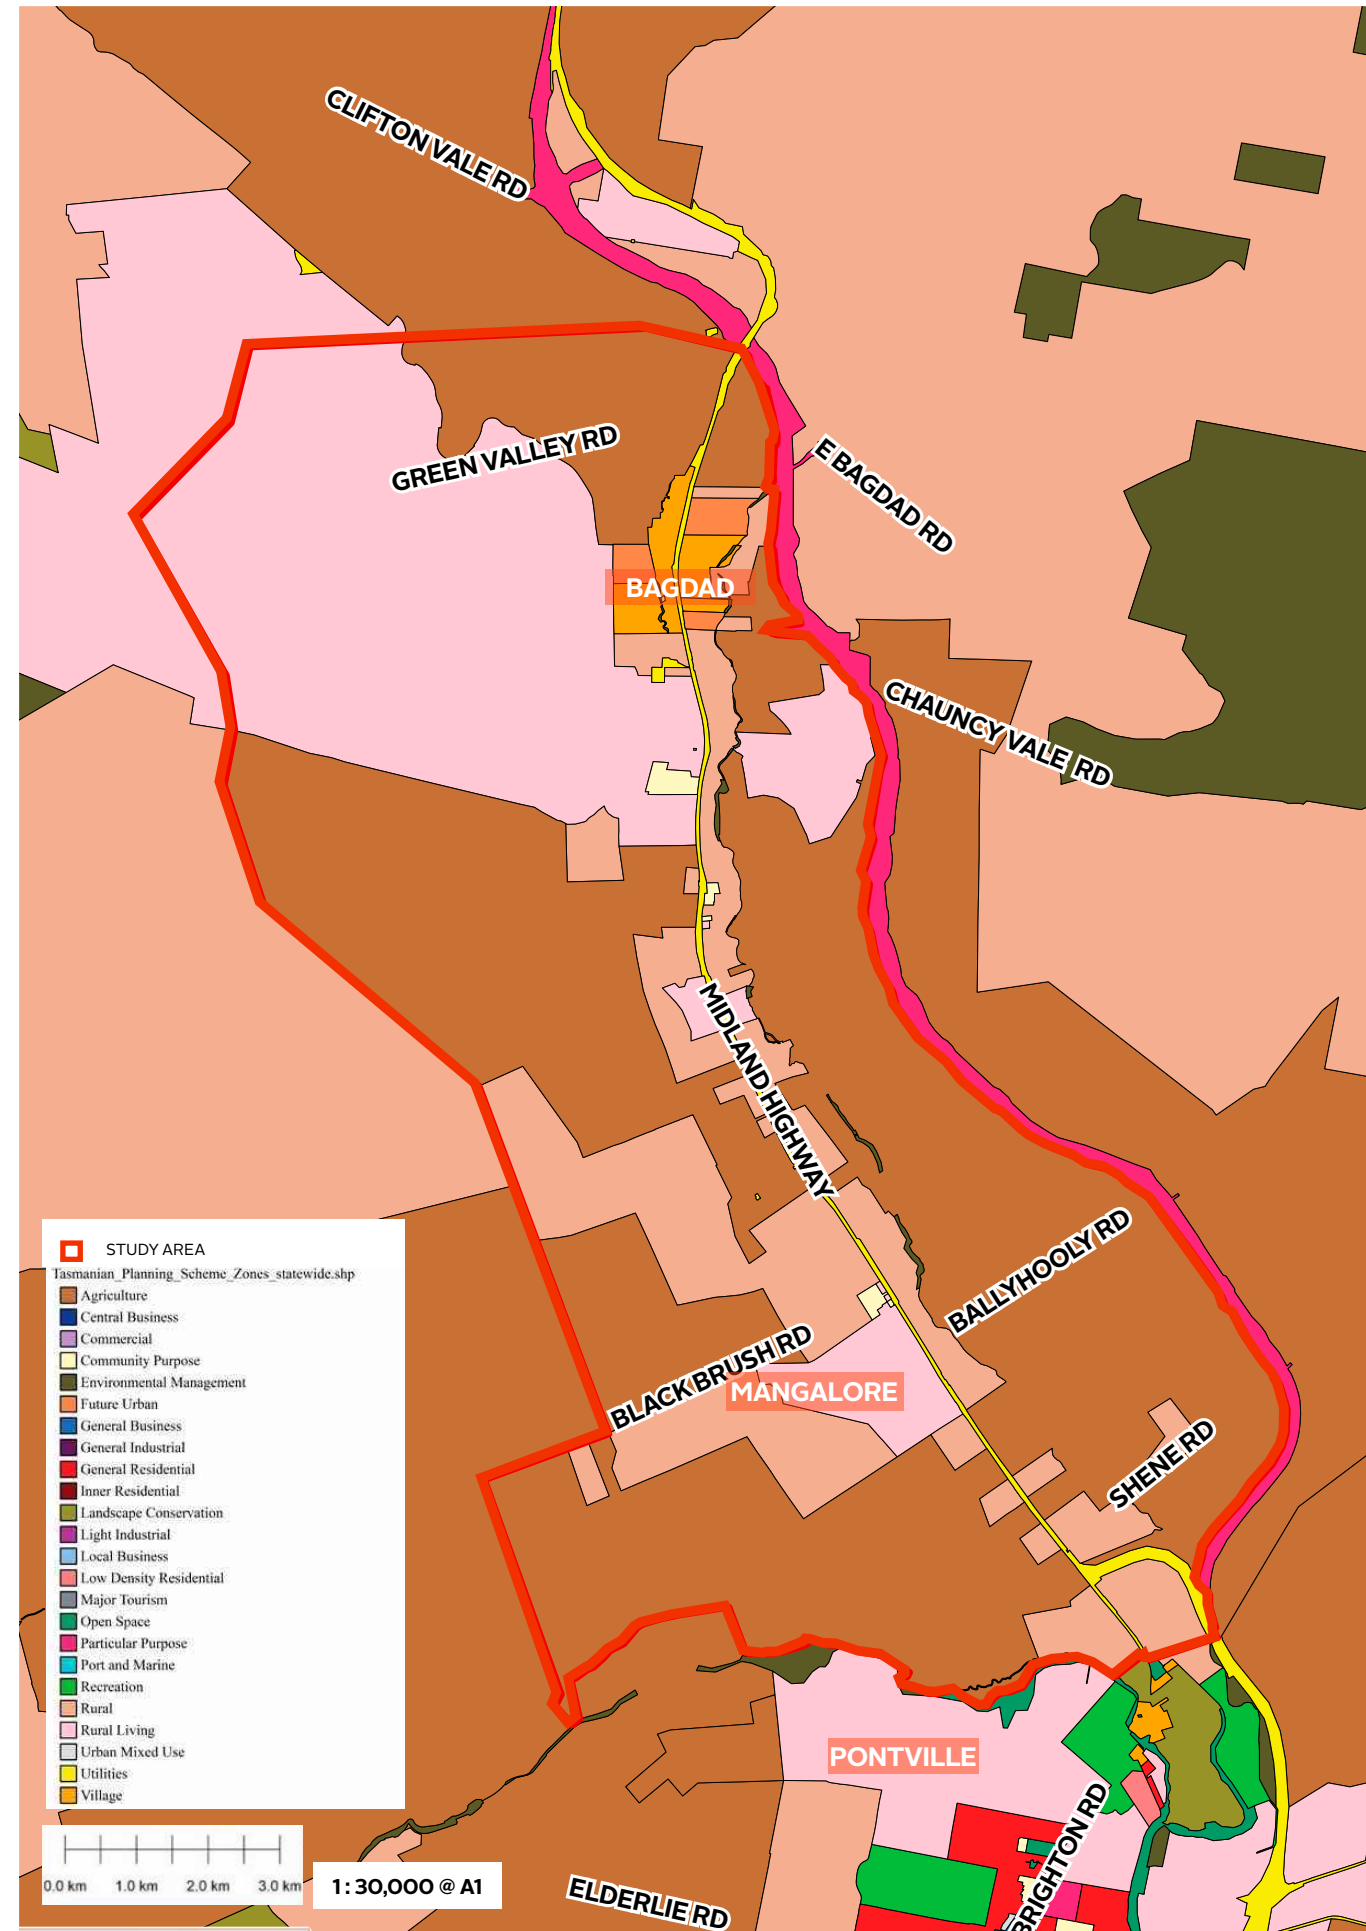 CLIFTON VALE RD
GREEN VALLEY RD
E BAGDAD RD
BAGDAD
CHAUNCY VALE RD
MIDLAND HIGHWAY
BALLYHOOLY RD
BLACK BRUSH RD
MANGALORE
SHENE RD
PONTVILLE
BRIGHTON RD
ELDERLIE RD
STUDY AREA
Tasmanian_Planning_Scheme_Zones_statewide.shp
Agriculture
Central Business
Commercial
Community Purpose
Environmental Management
Future Urban
General Business
General Industrial
General Residential
Inner Residential
Landscape Conservation
Light Industrial
Local Business
Low Density Residential
Major Tourism
Open Space
Particular Purpose
Port and Marine
Recreation
Rural
Rural Living
Urban Mixed Use
Utilities
Village
0.0 km 1.0 km 2.0 km 3.0 km
1 : 30,000 @ A1